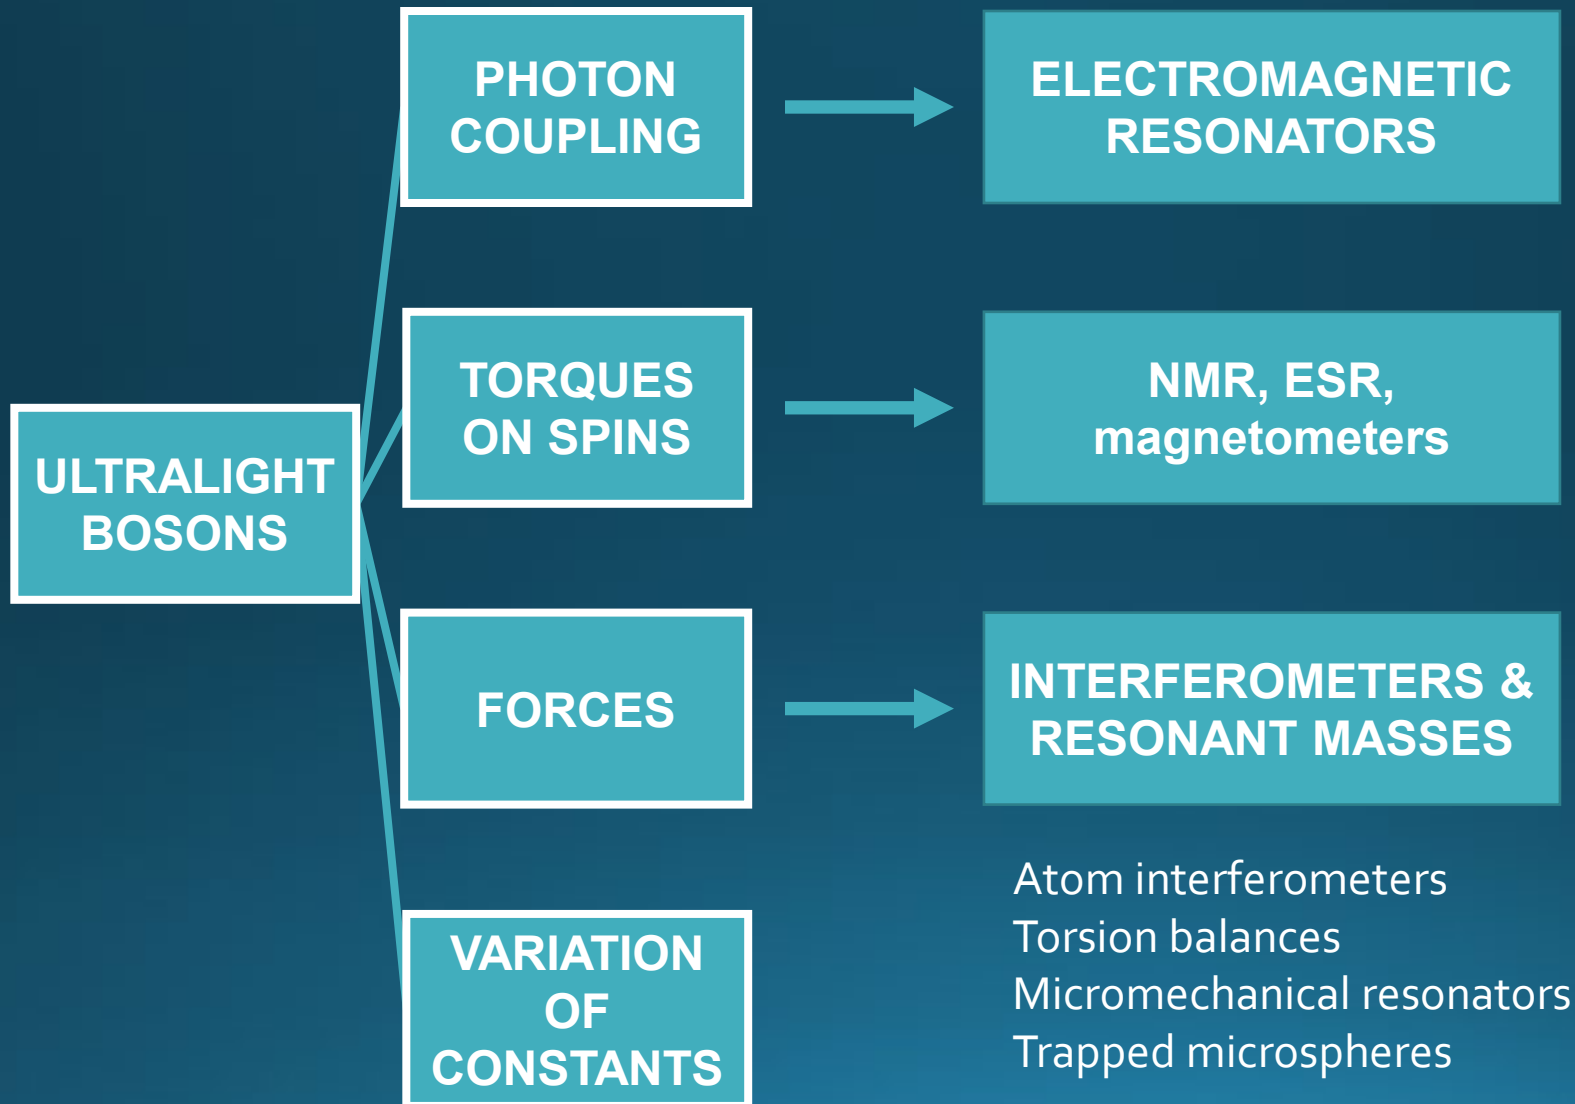 PHOTON
COUPLING
ELECTROMAGNETIC
RESONATORS
TORQUES
ON SPINS
NMR, ESR,
magnetometers
ULTRALIGHT
BOSONS
FORCES
INTERFEROMETERS &
RESONANT MASSES
Atom interferometers
Torsion balances
Micromechanical resonators
Trapped microspheres
VARIATION
OF
CONSTANTS